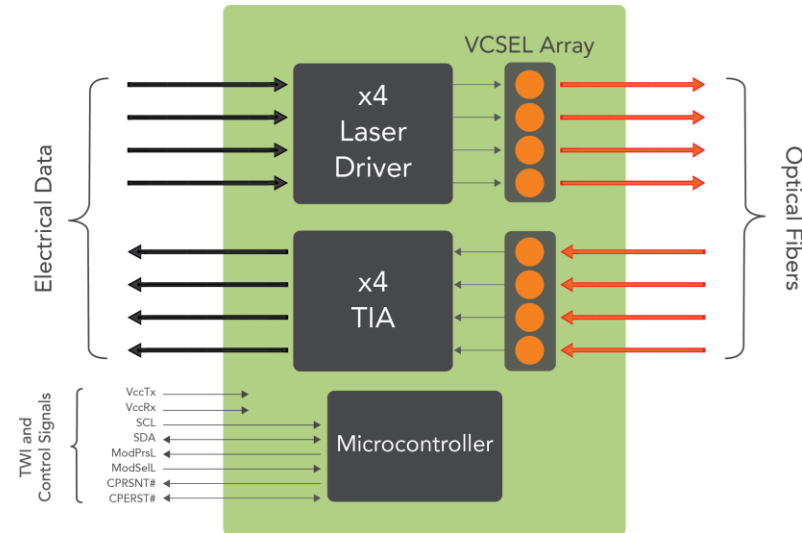 VCSEL Array
x4
Laser
Driver
Electrical Data
Optical Fibers
x4
TIA
TWI and
Control Signals
VccTx
VccRx
SCL
SDA
ModPrsL
ModSelL
CPRSNT#
CPERST#
Microcontroller